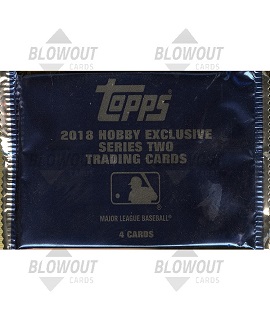 BLOWOUT
CARDS
BLOWOUT
CARDS
Topps
2018 HOBBY EXCLUSIVE
SERIES TWO
TRADING CARDS
MAJOR LEAGUE BASEBALL®
4 CARDS
BLOWOUT
CARDS
BLOWOUT
CARDS